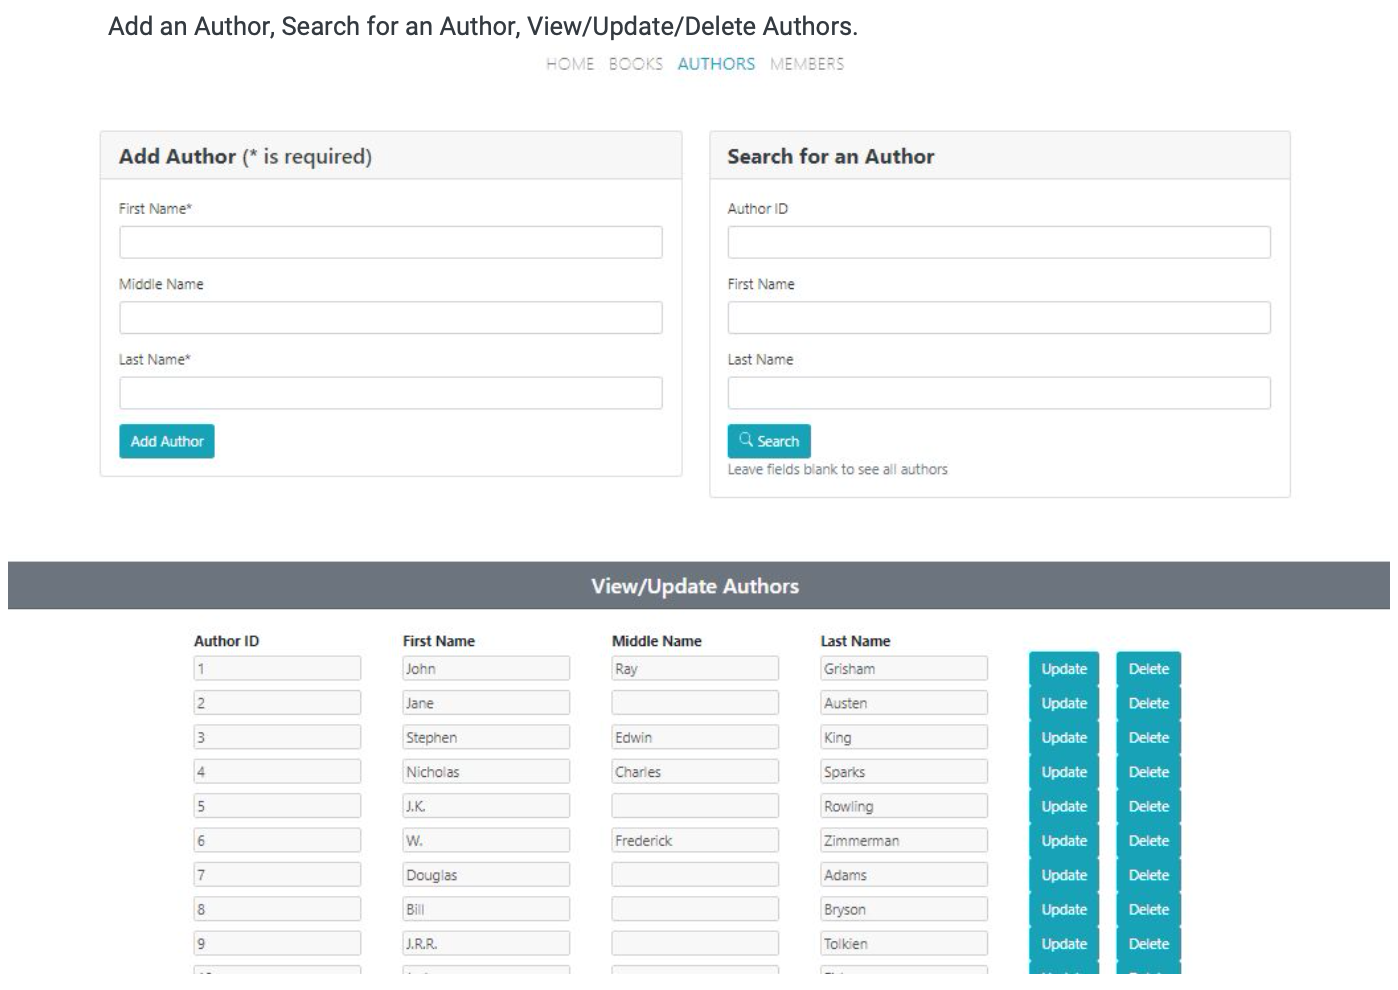 Add an Author, Search for an Author, View/Update/Delete Authors.
HOME BOOKS AUTHORS MEMBERS
Add Author (* is required)
First Name*
Middle Name
Last Name*
Add Author
Search for an Author
Author ID
First Name
Last Name
Search
Leave fields blank to see all authors
View/Update Authors
Author ID First Name Middle Name Last Name
1 John Ray Grisham Update Delete
2 Jane Austen Update Delete
3 Stephen Edwin King Update Delete
4 Nicholas Charles Sparks Update Delete
5 J.K. Rowling Update Delete
6 W. Frederick Zimmerman Update Delete
7 Douglas Adams Update Delete
8 Bill Bryson Update Delete
9 J.R.R. Tolkien Update Delete